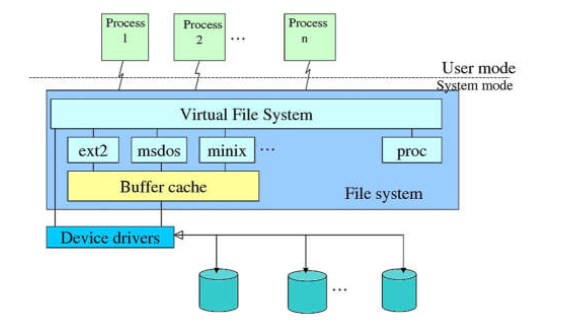 Process
1
Process
2
...
Process
n
User mode
System mode
Virtual File System
ext2
msdos
minix
...
proc
Buffer cache
File system
Device drivers
...